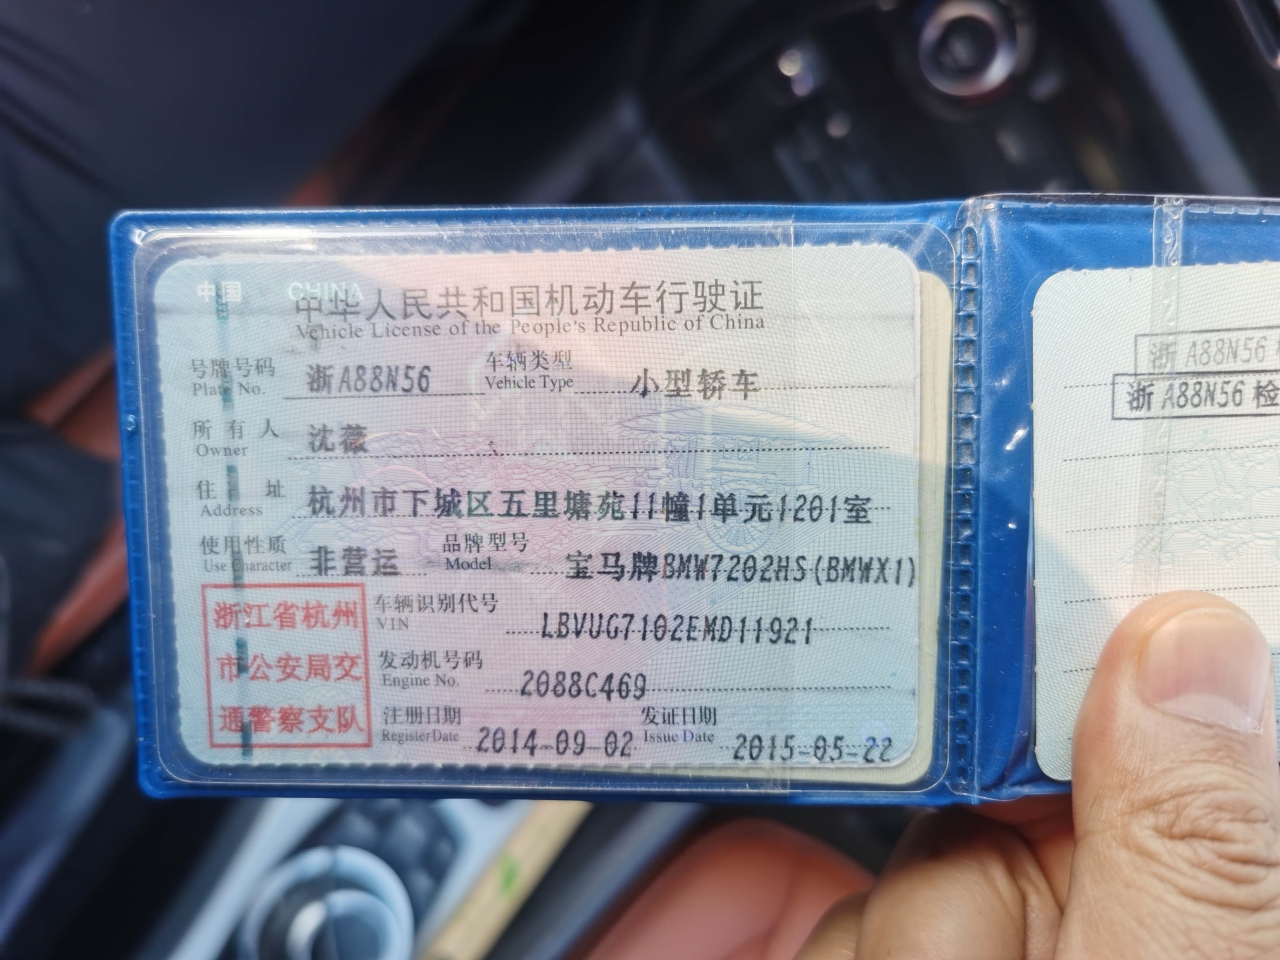 中国 CHINA
中华人民共和国机动车行驶证
Vehicle License of the People's Republic of China
号牌号码 浙A88N56 车辆类型 小型轿车
Plate No. Vehicle Type
所有人 沈薇
Owner
住址 杭州市下城区五里塘苑11幢1单元1201室
Address
使用性质 非营运 品牌型号 宝马牌BMW7202HS(BMWX1)
Use Character Model
浙江省杭州
市公安局交
通警察支队
车辆识别代号 LBVUG7102EMD11921
VIN
发动机号码 2088C469
Engine No.
注册日期 2014-09-02 发证日期 2015-05-22
Register Date Issue Date
浙A88N56
浙A88N56检